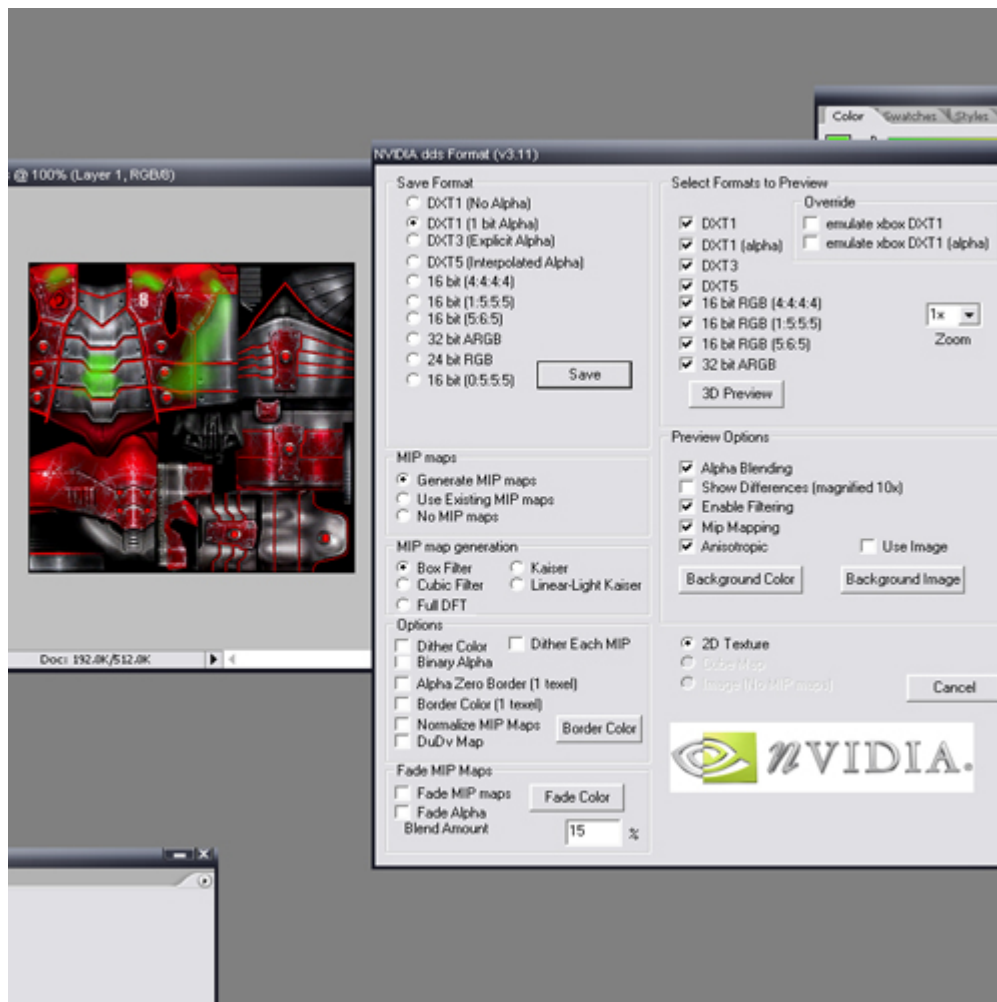 Color Swatches Styles
NVIDIA dds Format (v3.11)
@ 100% (Layer 1, RGB/8)
Save Format
DXT1 (No Alpha)
DXT1 (1 bit Alpha)
DXT3 (Explicit Alpha)
DXT5 (Interpolated Alpha)
16 bit (4:4:4:4)
16 bit (1:5:5:5)
16 bit (5:6:5)
32 bit ARGB
24 bit RGB
16 bit (0:5:5:5)
Save
Select Formats to Preview
Override
DXT1
emulate xbox DXT1
DXT1 (alpha)
emulate xbox DXT1 (alpha)
DXT3
DXT5
16 bit RGB (4:4:4:4)
16 bit RGB (1:5:5:5)
16 bit RGB (5:6:5)
32 bit ARGB
1x
Zoom
3D Preview
8
MIP maps
Generate MIP maps
Use Existing MIP maps
No MIP maps
Preview Options
Alpha Blending
Show Differences (magnified 10x)
Enable Filtering
Mip Mapping
Anisotropic
Use Image
Background Color
Background Image
MIP map generation
Box Filter
Kaiser
Cubic Filter
Linear-Light Kaiser
Full DFT
Options
Dither Color
Dither Each MIP
Binary Alpha
Alpha Zero Border (1 texel)
Border Color (1 texel)
Normalize MIP Maps
Border Color
DuDv Map
2D Texture
Cube Map
Image (No MIP maps)
Cancel
Doc: 192.0K/512.0K
Fade MIP Maps
Fade MIP maps
Fade Color
Fade Alpha
Blend Amount
15
%
nVIDIA.